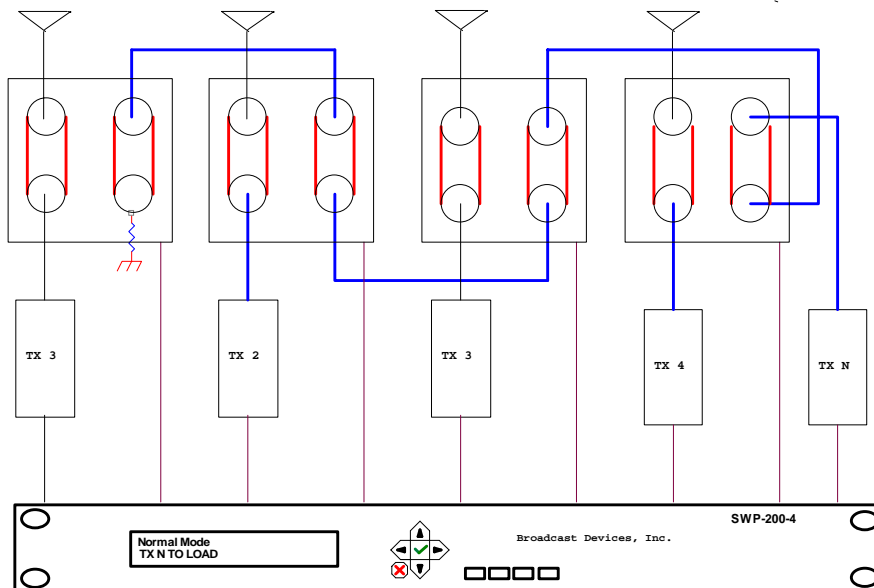 TX 3
TX 2
TX 3
TX 4
TX N
SWP-200-4
Normal Mode
TX N TO LOAD
Broadcast Devices, Inc.